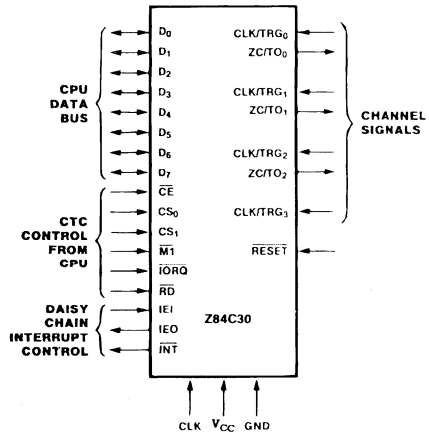 CPU
DATA
BUS
D0
D1
D2
D3
D4
D5
D6
D7
CTC
CONTROL
FROM
CPU
CE
CS0
CS1
M1
IORQ
RD
DAISY
CHAIN
INTERRUPT
CONTROL
IEI
IEO
INT
CLK/TRG0
ZC/TO0
CLK/TRG1
ZC/TO1
CLK/TRG2
ZC/TO2
CLK/TRG3
RESET
CHANNEL
SIGNALS
Z84C30
CLK VCC GND